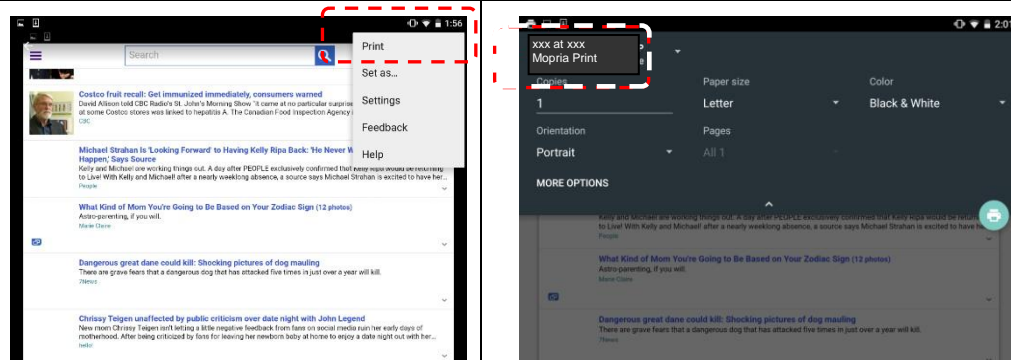 1:56
Search
Print
Set as...
Settings
Feedback
Help
Costco fruit recall: Get immunized immediately, consumers warned
David Allison told CBC Radio's St. John's Morning Show "it came at no particular surprise
at some Costco stores was linked to hepatitis A. The Canadian Food Inspection Agency
CBC
Michael Strahan Is 'Looking Forward' to Having Kelly Ripa Back: 'He Never W
Happen,' Says Source
Kelly and Michael are working things out. A day after PEOPLE exclusively confirmed that Kelly Ripa would be returning
to Live! With Kelly and Michael! after a nearly weeklong absence, a source says Michael Strahan is excited to have her...
People
What Kind of Mom You're Going to Be Based on Your Zodiac Sign (12 photos)
Astro-parenting, if you will.
Marie Claire
Dangerous great dane could kill: Shocking pictures of dog mauling
There are grave fears that a dangerous dog that has attacked five times in just over a year will kill.
7News
Chrissy Teigen unaffected by public criticism over date night with John Legend
New mom Chrissy Teigen isn't letting a little negative feedback from fans on social media ruin her early days of
motherhood. After being criticized by fans for leaving her newborn baby at home to enjoy a date night out with her...
hello!
2:01
xxx at xxx
Mopria Print
Copies
Paper size
Color
1
Letter
Black & White
Orientation
Pages
Portrait
All 1
MORE OPTIONS
Kelly and Michael are working things out. A day after PEOPLE exclusively confirmed that Kelly Ripa would be
to Live! With Kelly and Michael! after a nearly weeklong absence, a source says Michael Strahan is excited to have
People
What Kind of Mom You're Going to Be Based on Your Zodiac Sign (12 photos)
Astro-parenting, if you will.
Marie Claire
Dangerous great dane could kill: Shocking pictures of dog mauling
There are grave fears that a dangerous dog that has attacked five times in just over a year will kill.
7News